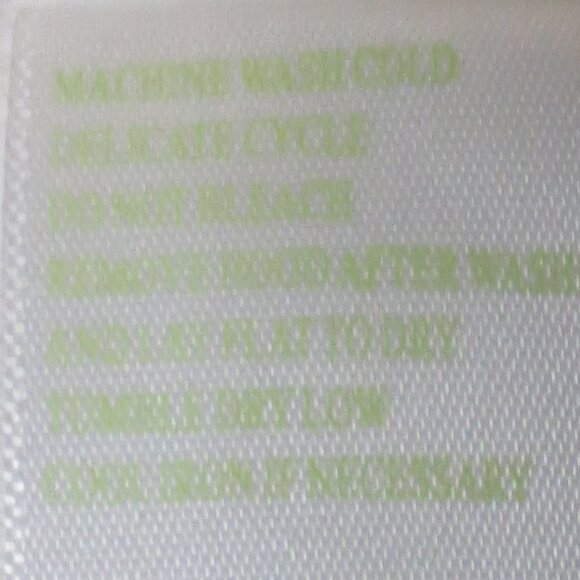 MACHINE WASH COLD
DELICATE CYCLE
DO NOT BLEACH
REMOVE HOOD AFTER WASH
AND LAY FLAT TO DRY
TUMBLE DRY LOW
COOL IRON IF NECESSARY